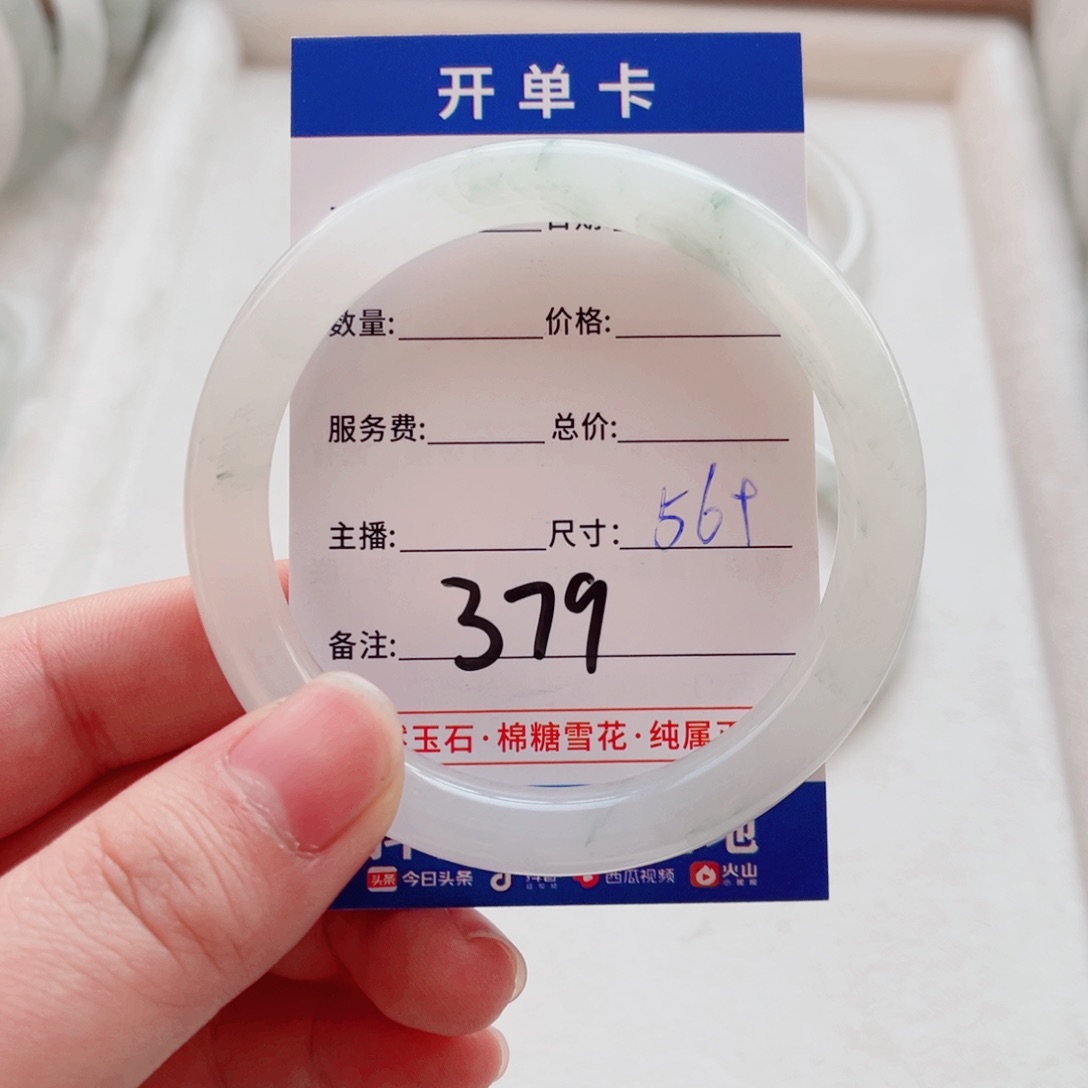 开单卡
数量: 价格:
服务费: 总价:
主播: 尺寸: 56+
备注: 379
玉石·棉糖雪花·纯属
头条 今日头条 西瓜视频 火山